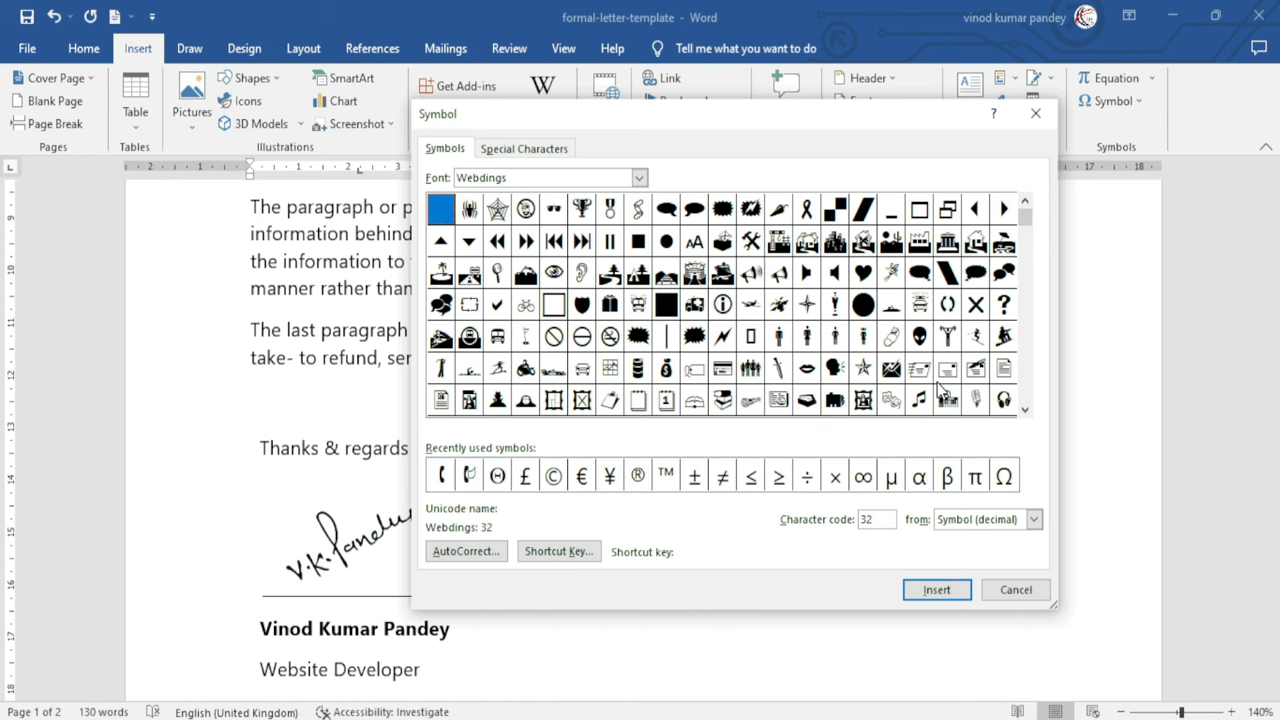 formal-letter-template - Word
vinod kumar pandey
File Home Insert Draw Design Layout References Mailings Review View Help Tell me what you want to do
Cover Page
Blank Page
Page Break
Pages
Table
Tables
Pictures
Shapes
Icons
3D Models
SmartArt
Chart
Screenshot
Illustrations
Get Add-ins
W
Link
Header
Equation
Symbol
Symbols
Symbol
Symbols Special Characters
Font: Webdings
Recently used symbols:
Θ £ © € ¥ ® ™ ± ≠ ≤ ≥ ÷ × ∞ µ α β π Ω
Unicode name:
Webdings: 32
Character code: 32 from: Symbol (decimal)
AutoCorrect... Shortcut Key... Shortcut key:
Insert Cancel
The paragraph or p
information behind
the information to
manner rather than
The last paragraph
take- to refund, ser
Thanks & regards
V.K.Pandey
Vinod Kumar Pandey
Website Developer
Page 1 of 2 130 words English (United Kingdom) Accessibility: Investigate 140%